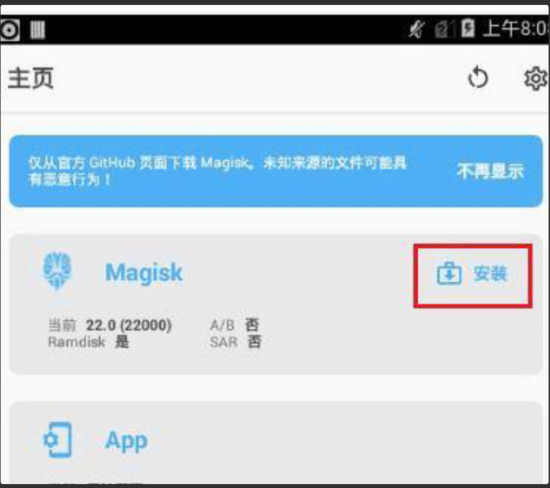 上午8:0
主页
仅从官方 GitHub 页面下载 Magisk。未知来源的文件可能具
有恶意行为！
不再显示
Magisk
安装
当前 22.0 (22000) A/B 否
Ramdisk 是 SAR 否
App